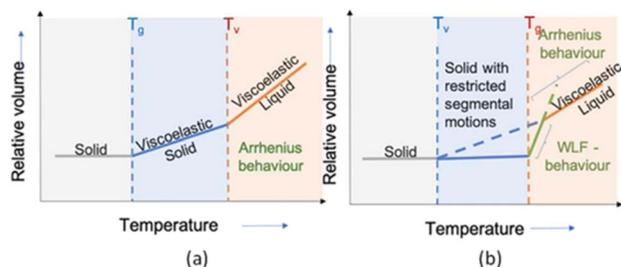 Tg
Tv
Relative volume
Solid
Viscoelastic
Solid
Viscoelastic
Liquid
Arrhenius
behaviour
Temperature
(a)
Tv
Tg
Relative volume
Solid
Solid with
restricted
segmental
motions
Arrhenius
behaviour
Viscoelastic
Liquid
WLF -
behaviour
Temperature
(b)